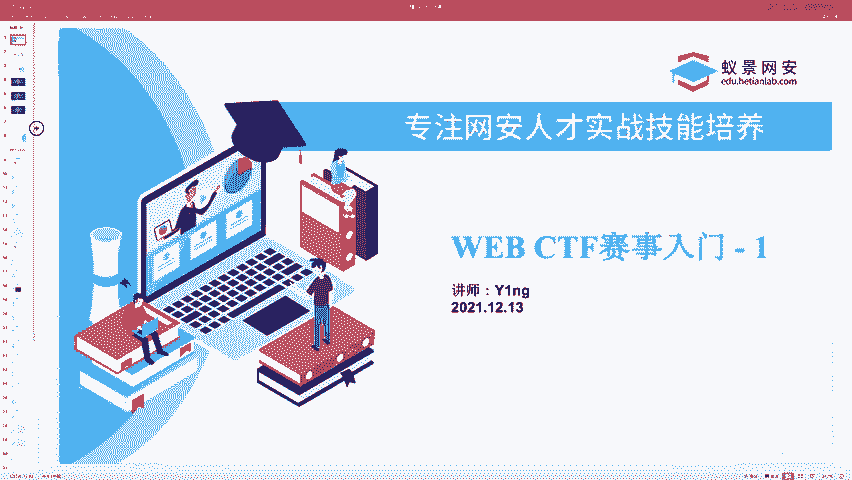 蚁景网安
edu.hetianlab.com
专注网安人才实战技能培养
WEB CTF赛事入门 - 1
讲师：Y1ng
2021.12.13